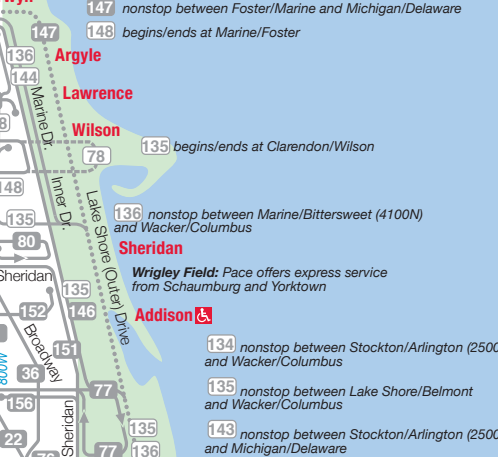 147 nonstop between Foster/Marine and Michigan/Delaware
147
148 begins/ends at Marine/Foster
136
Argyle
144
Lawrence
Marine Dr.
Wilson
78
135 begins/ends at Clarendon/Wilson
148
Inner Dr.
Lake Shore (Outer) Drive
135
136 nonstop between Marine/Bittersweet (4100N)
and Wacker/Columbus
80
Sheridan
Sheridan
Wrigley Field: Pace offers express service
from Schaumburg and Yorktown
135
152
146
Addison
Broadway
151
134 nonstop between Stockton/Arlington (2500
and Wacker/Columbus
800W
36
77
135 nonstop between Lake Shore/Belmont
and Wacker/Columbus
156
Sheridan
135
143 nonstop between Stockton/Arlington (2500
and Michigan/Delaware
22
77
136